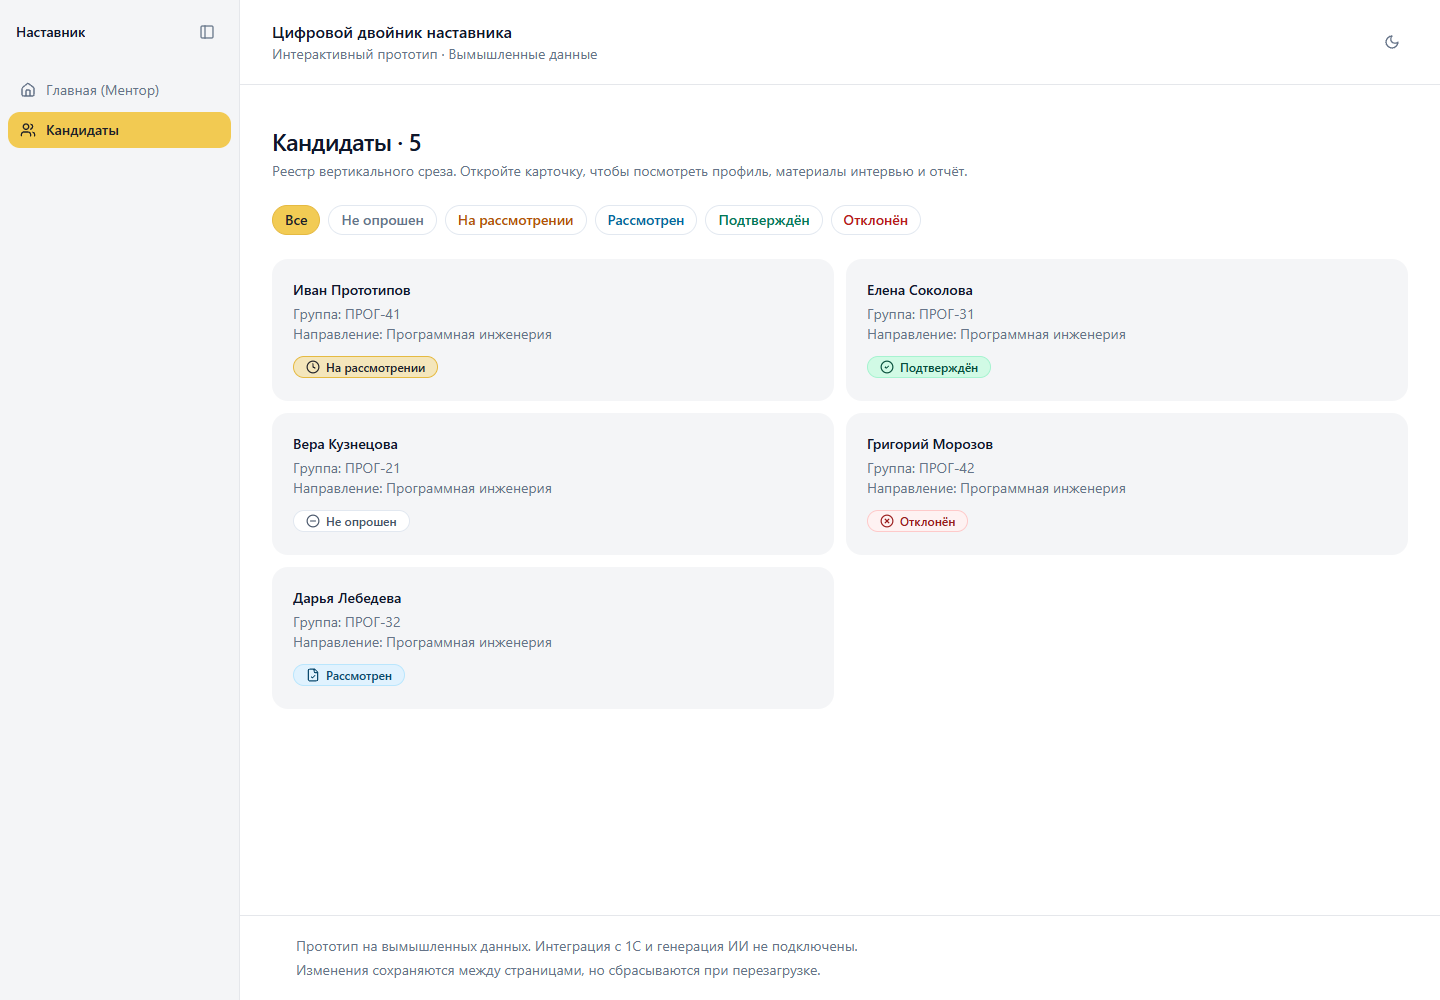 Наставник
Главная (Ментор)
Кандидаты
Цифровой двойник наставника
Интерактивный прототип · Вымышленные данные
Кандидаты · 5
Реестр вертикального среза. Откройте карточку, чтобы посмотреть профиль, материалы интервью и отчёт.
Все Не опрошен На рассмотрении Рассмотрен Подтверждён Отклонён
Иван Прототипов
Группа: ПРОГ-41
Направление: Программная инженерия
На рассмотрении
Елена Соколова
Группа: ПРОГ-31
Направление: Программная инженерия
Подтверждён
Вера Кузнецова
Группа: ПРОГ-21
Направление: Программная инженерия
Не опрошен
Григорий Морозов
Группа: ПРОГ-42
Направление: Программная инженерия
Отклонён
Дарья Лебедева
Группа: ПРОГ-32
Направление: Программная инженерия
Рассмотрен
Прототип на вымышленных данных. Интеграция с 1С и генерация ИИ не подключены.
Изменения сохраняются между страницами, но сбрасываются при перезагрузке.